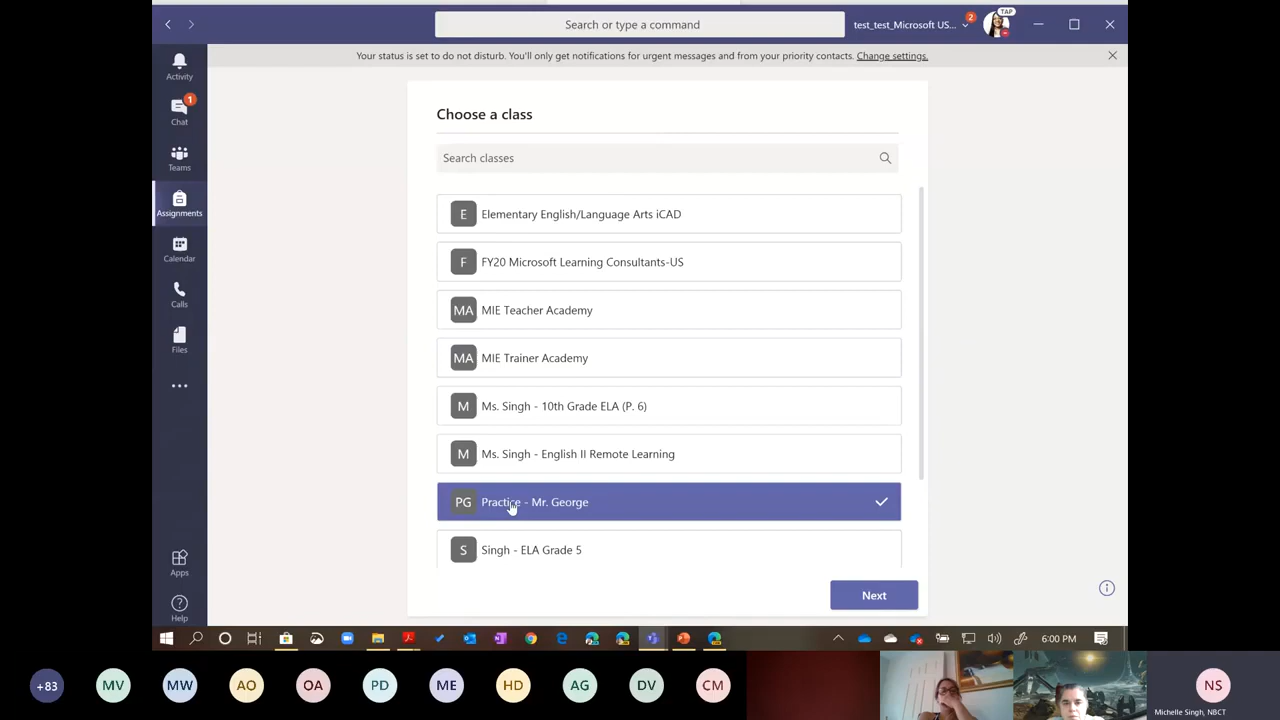 Search or type a command
test_test_Microsoft US...
2
TAP
Your status is set to do not disturb. You'll only get notifications for urgent messages and from your priority contacts. Change settings.
Activity
1
Chat
Teams
Assignments
Calendar
Calls
Files
Apps
Help
Choose a class
Search classes
E Elementary English/Language Arts iCAD
F FY20 Microsoft Learning Consultants-US
MA MIE Teacher Academy
MA MIE Trainer Academy
M Ms. Singh - 10th Grade ELA (P. 6)
M Ms. Singh - English II Remote Learning
PG Practice - Mr. George
S Singh - ELA Grade 5
Next
6:00 PM
+83 MV MW AO OA PD ME HD AG DV CM NS
Michelle Singh, NBCT